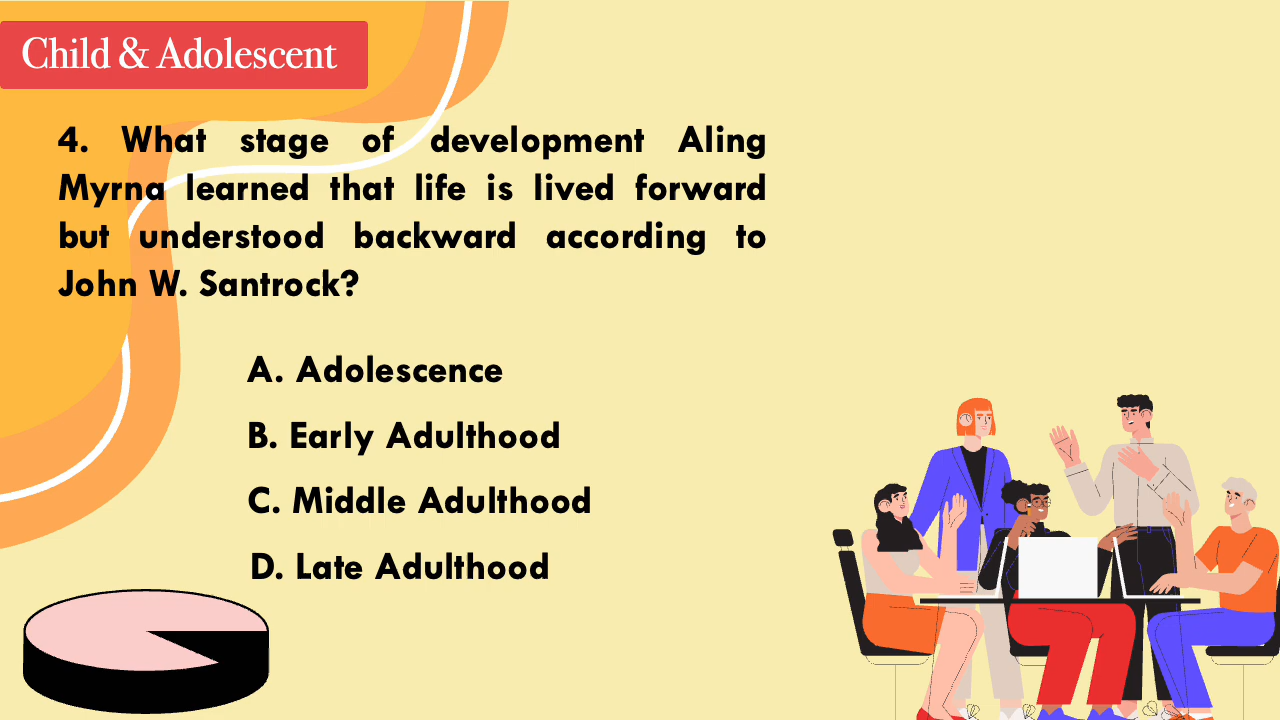 Child & Adolescent
4. What stage of development Aling
Myrna learned that life is lived forward
but understood backward according to
John W. Santrock?
A. Adolescence
B. Early Adulthood
C. Middle Adulthood
D. Late Adulthood